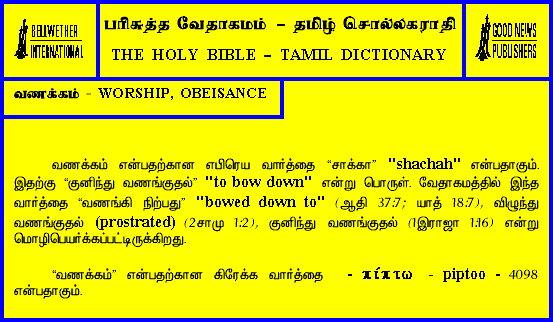 BELLWETHER
INTERNATIONAL
பரிசுத்த வேதாகமம் – தமிழ் சொல்லகராதி
THE HOLY BIBLE – TAMIL DICTIONARY
GOOD NEWS
PUBLISHERS
வணக்கம் - WORSHIP, OBEISANCE
வணக்கம் என்பதற்கான எபிரெய வார்த்தை “சாக்கா” "shachah" என்பதாகும்.
இதற்கு “குனிந்து வணங்குதல்” "to bow down" என்று பொருள். வேதாகமத்தில் இந்த
வார்த்தை “வணங்கி நிற்பது” "bowed down to" (ஆதி 37:7; யாத் 18:7), விழுந்து
வணங்குதல் (prostrated) (2சாமு 1:2), குனிந்து வணங்குதல் (1இராஜா 1:16) என்று
மொழிபெயர்க்கப்பட்டிருக்கிறது.
“வணக்கம்” என்பதற்கான கிரேக்க வார்த்தை - πίπτω - piptoo - 4098
என்பதாகும்.